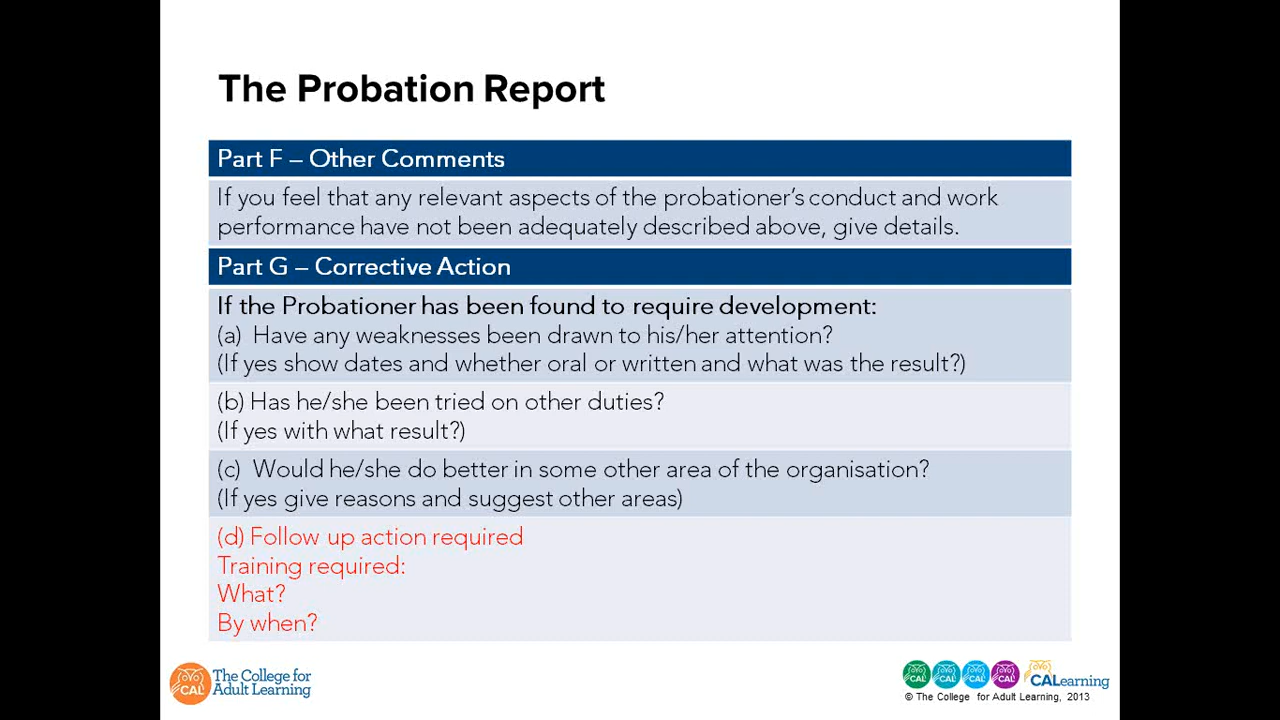 The Probation Report
Part F – Other Comments
If you feel that any relevant aspects of the probationer's conduct and work
performance have not been adequately described above, give details.
Part G – Corrective Action
If the Probationer has been found to require development:
(a) Have any weaknesses been drawn to his/her attention?
(If yes show dates and whether oral or written and what was the result?)
(b) Has he/she been tried on other duties?
(If yes with what result?)
(c) Would he/she do better in some other area of the organisation?
(If yes give reasons and suggest other areas)
(d) Follow up action required
Training required:
What?
By when?
CAL
The College for
Adult Learning
CAL CAL CAL CAL
CALearning
© The College for Adult Learning, 2013